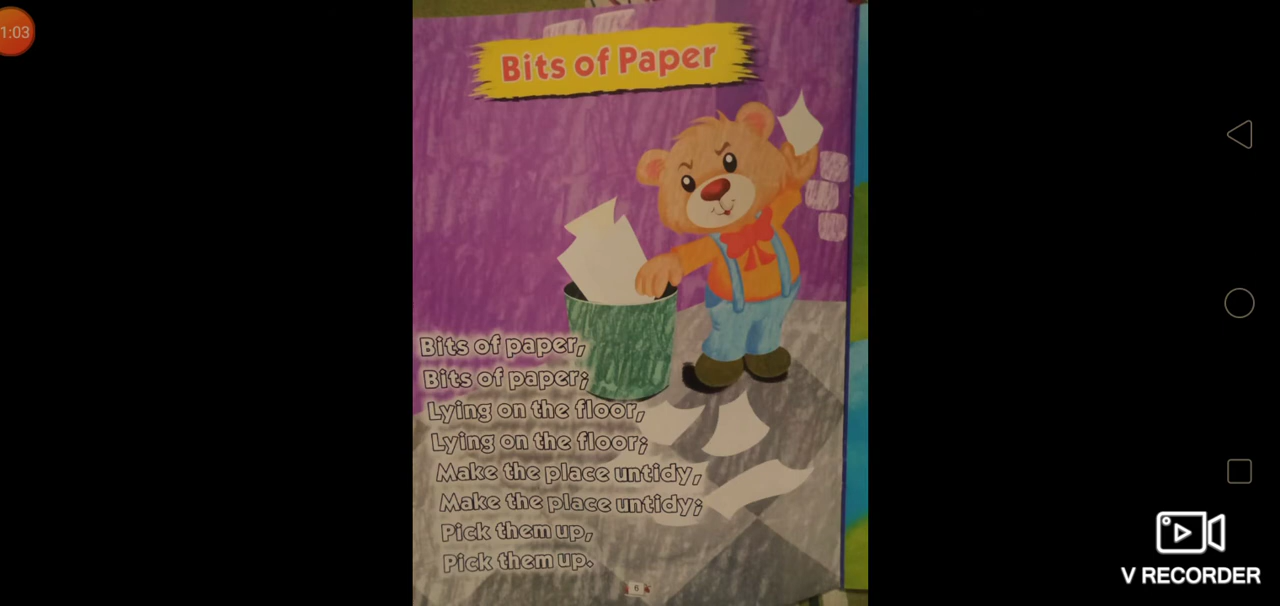 1:03
Bits of Paper
Bits of paper,
Bits of paper;
Lying on the floor,
Lying on the floor;
Make the place untidy,
Make the place untidy;
Pick them up,
Pick them up.
6
V RECORDER